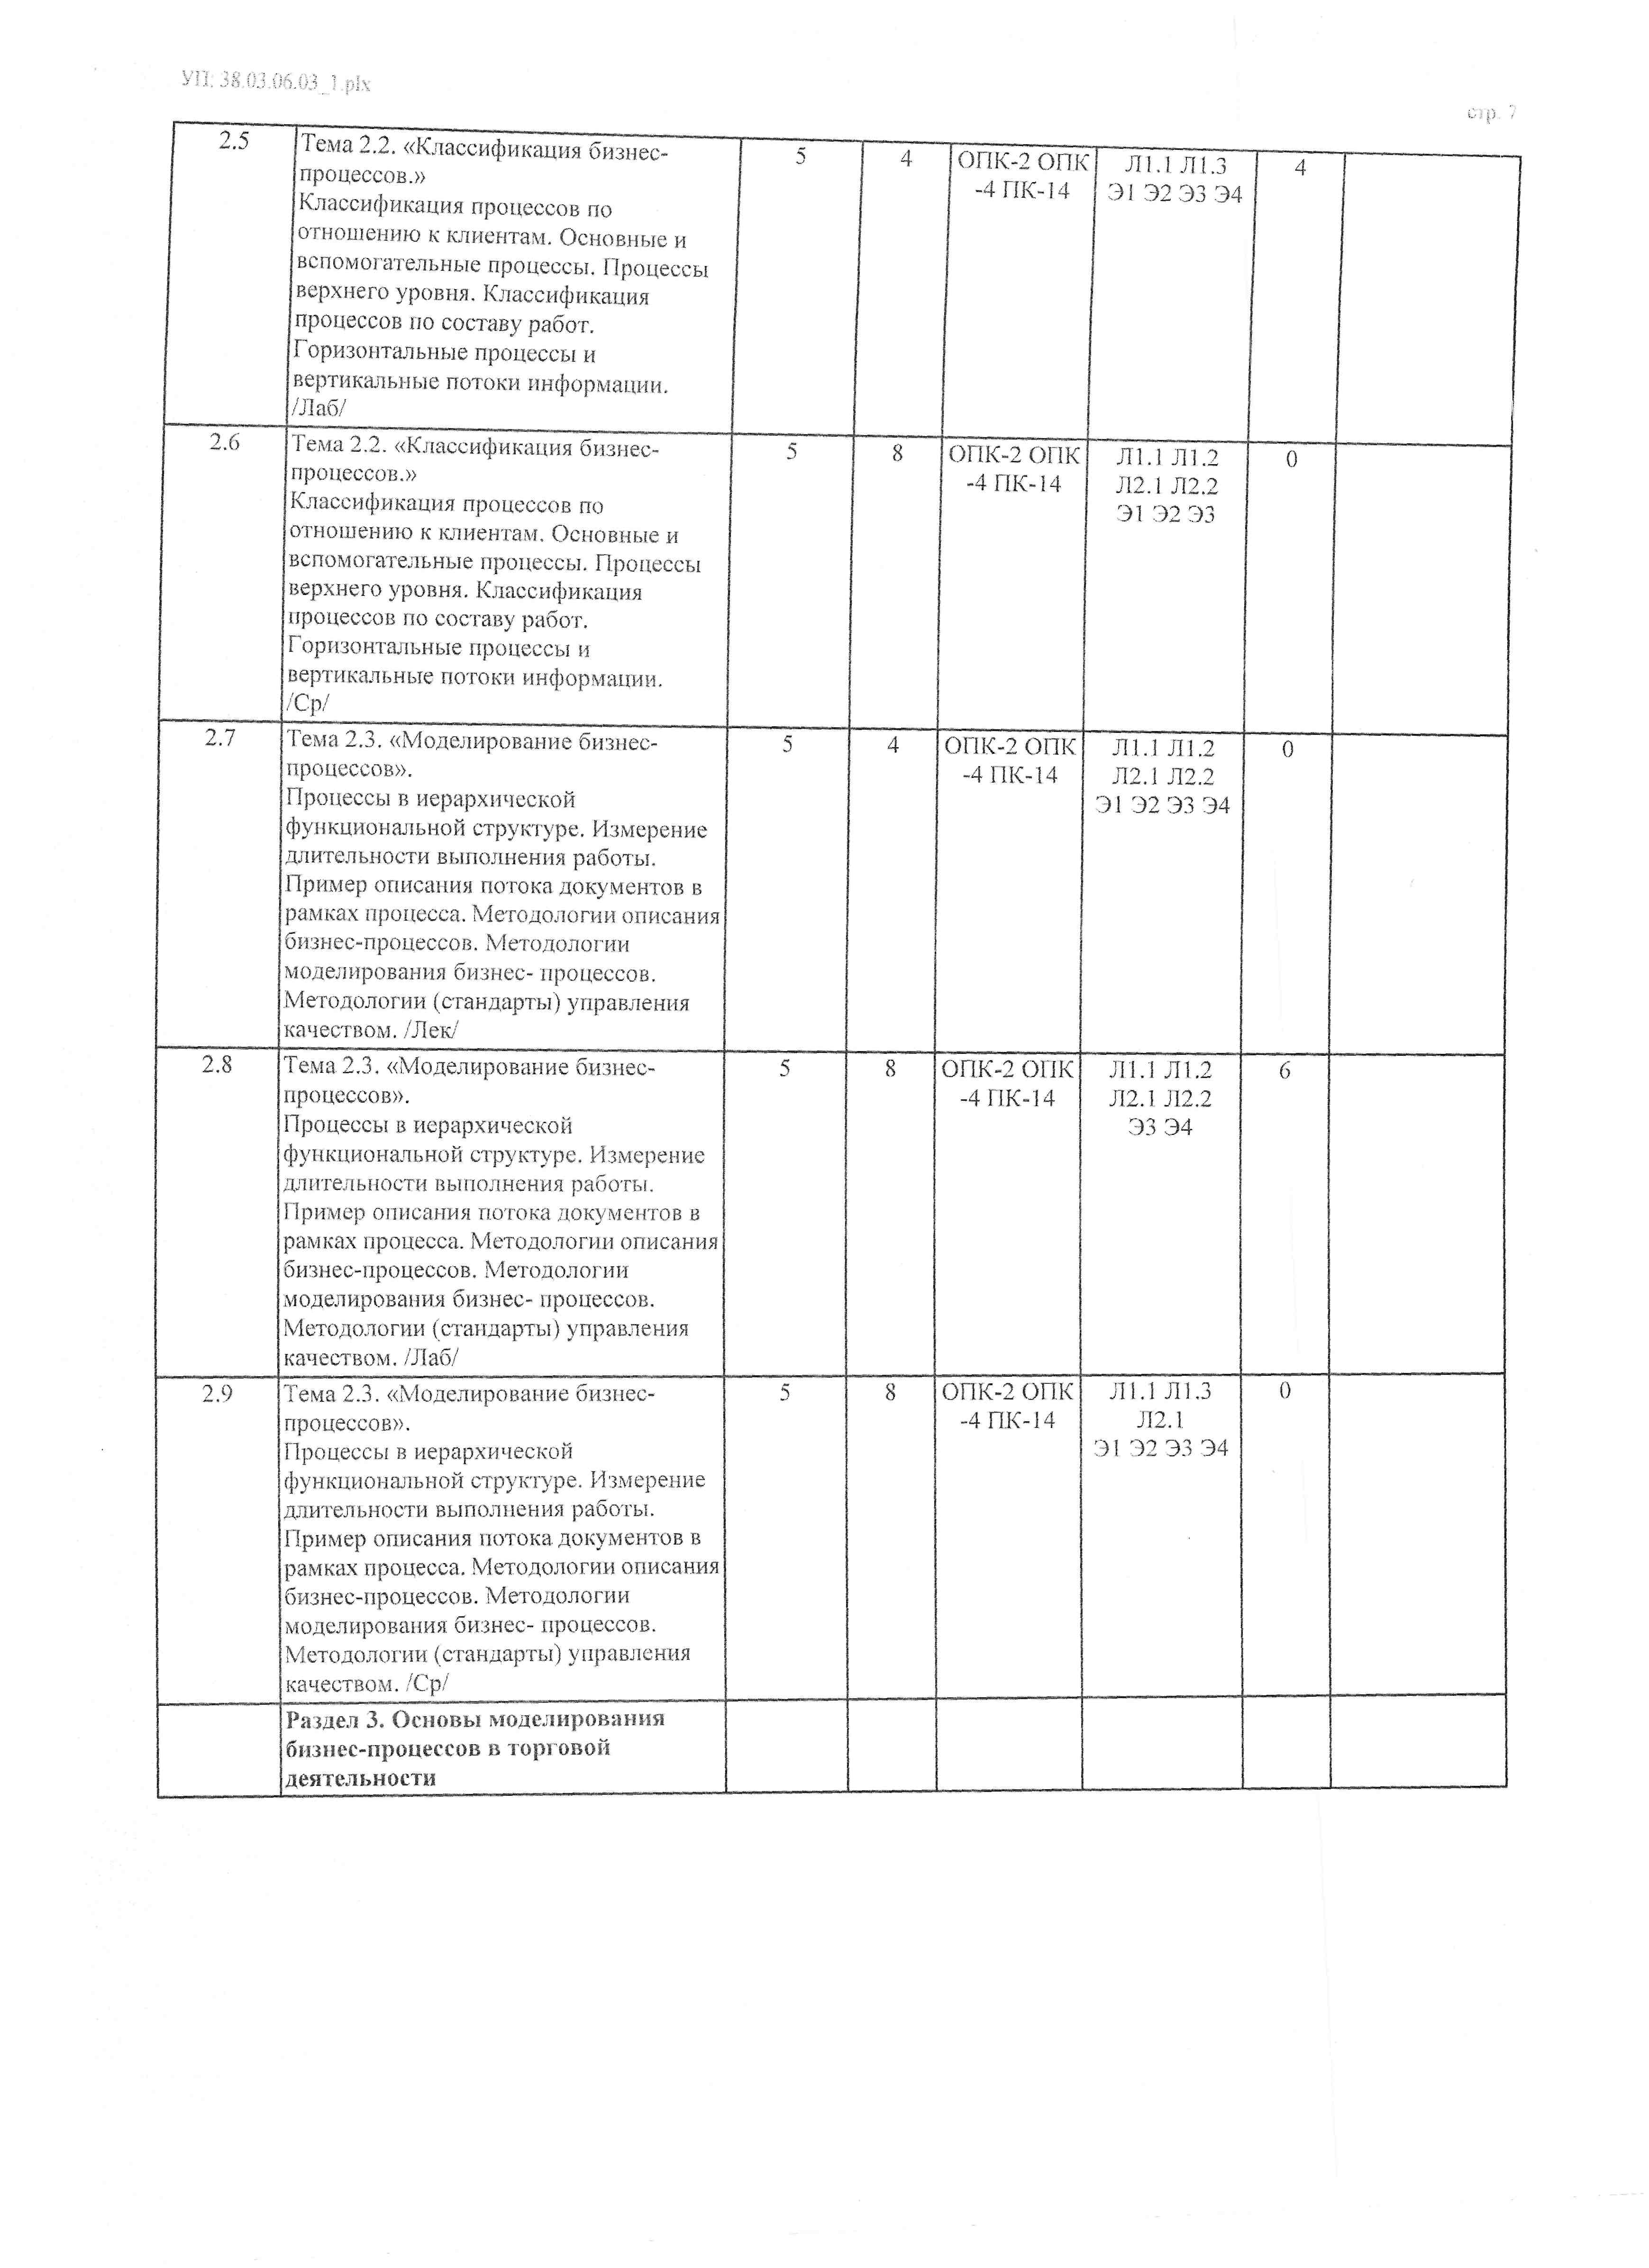 УП: 38.03.06.03_1.plx
стр. 7
2.5
Тема 2.2. «Классификация бизнес-
процессов.»
Классификация процессов по
отношению к клиентам. Основные и
вспомогательные процессы. Процессы
верхнего уровня. Классификация
процессов по составу работ.
Горизонтальные процессы и
вертикальные потоки информации.
/Лаб/
5
4
ОПК-2 ОПК
-4 ПК-14
Л1.1 Л1.3
Э1 Э2 Э3 Э4
4
2.6
Тема 2.2. «Классификация бизнес-
процессов.»
Классификация процессов по
отношению к клиентам. Основные и
вспомогательные процессы. Процессы
верхнего уровня. Классификация
процессов по составу работ.
Горизонтальные процессы и
вертикальные потоки информации.
/Ср/
5
8
ОПК-2 ОПК
-4 ПК-14
Л1.1 Л1.2
Л2.1 Л2.2
Э1 Э2 Э3
0
2.7
Тема 2.3. «Моделирование бизнес-
процессов».
Процессы в иерархической
функциональной структуре. Измерение
длительности выполнения работы.
Пример описания потока документов в
рамках процесса. Методологии описания
бизнес-процессов. Методологии
моделирования бизнес- процессов.
Методологии (стандарты) управления
качеством. /Лек/
5
4
ОПК-2 ОПК
-4 ПК-14
Л1.1 Л1.2
Л2.1 Л2.2
Э1 Э2 Э3 Э4
0
2.8
Тема 2.3. «Моделирование бизнес-
процессов».
Процессы в иерархической
функциональной структуре. Измерение
длительности выполнения работы.
Пример описания потока документов в
рамках процесса. Методологии описания
бизнес-процессов. Методологии
моделирования бизнес- процессов.
Методологии (стандарты) управления
качеством. /Лаб/
5
8
ОПК-2 ОПК
-4 ПК-14
Л1.1 Л1.2
Л2.1 Л2.2
Э3 Э4
6
2.9
Тема 2.3. «Моделирование бизнес-
процессов».
Процессы в иерархической
функциональной структуре. Измерение
длительности выполнения работы.
Пример описания потока документов в
рамках процесса. Методологии описания
бизнес-процессов. Методологии
моделирования бизнес- процессов.
Методологии (стандарты) управления
качеством. /Ср/
5
8
ОПК-2 ОПК
-4 ПК-14
Л1.1 Л1.3
Л2.1
Э1 Э2 Э3 Э4
0
Раздел 3. Основы моделирования
бизнес-процессов в торговой
деятельности